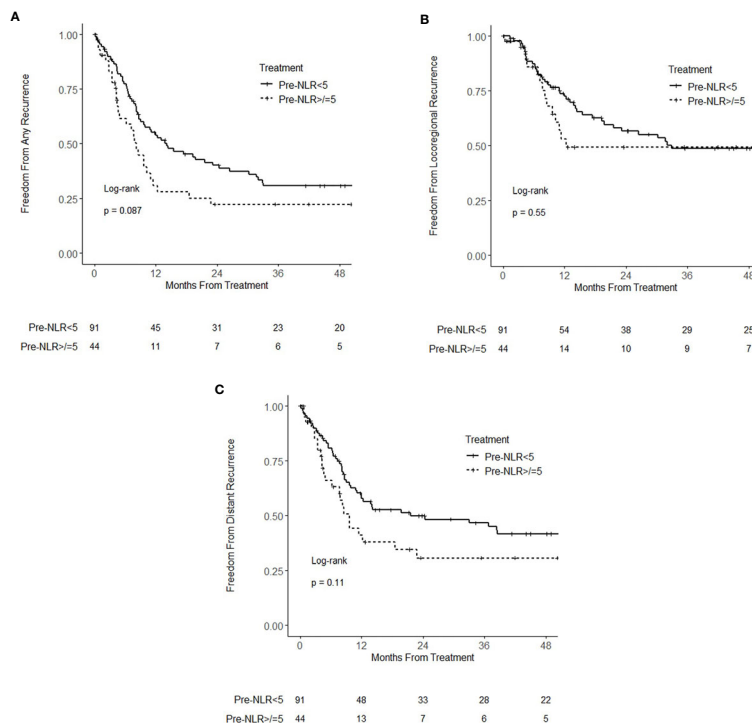 A
Freedom From Any Recurrence
1.00
0.75
0.50
0.25
0.00
Treatment
Pre-NLR<5
Pre-NLR>/=5
Log-rank
p = 0.087
0 12 24 36 48
Months From Treatment
Pre-NLR<5 91 45 31 23 20
Pre-NLR>/=5 44 11 7 6 5
B
Freedom From Locoregional Recurrence
1.00
0.75
0.50
0.25
0.00
Treatment
Pre-NLR<5
Pre-NLR>/=5
Log-rank
p = 0.55
0 12 24 36 48
Months From Treatment
Pre-NLR<5 91 54 38 29 25
Pre-NLR>/=5 44 14 10 9 7
C
Freedom From Distant Recurrence
1.00
0.75
0.50
0.25
0.00
Treatment
Pre-NLR<5
Pre-NLR>/=5
Log-rank
p = 0.11
0 12 24 36 48
Months From Treatment
Pre-NLR<5 91 48 33 28 22
Pre-NLR>/=5 44 13 7 6 5